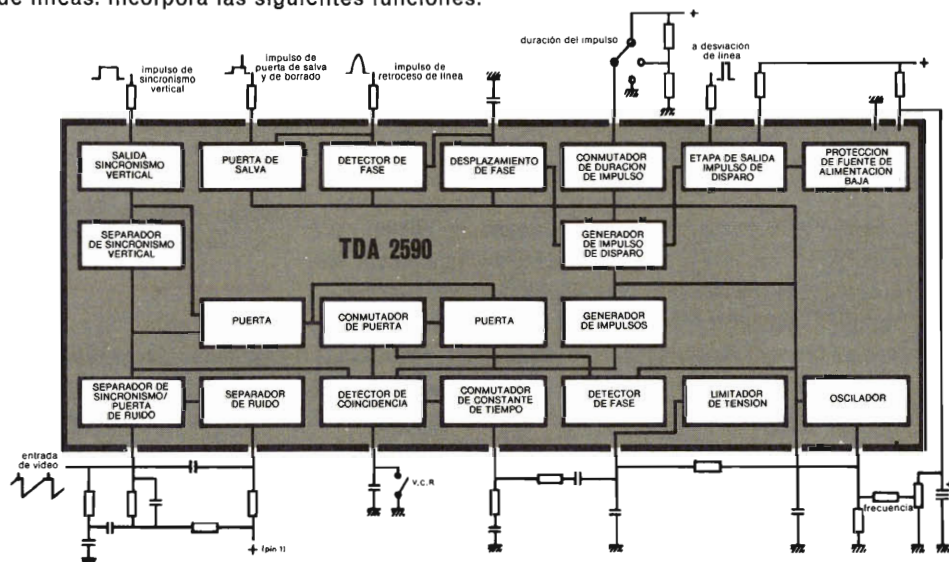 de líneas. Incorpora las siguientes funciones:
+
duración del impulso
impulso de
sincronismo
vertical
impulso de
puerta de salva
y de borrado
impulso de
retroceso de línea
a desviación
de línea
+
SALIDA
SINCRONISMO
VERTICAL
PUERTA DE
SALVA
DETECTOR DE
FASE
DESPLAZAMIENTO
DE FASE
CONMUTADOR
DE DURACION
DE IMPULSO
ETAPA DE SALIDA
IMPULSO DE
DISPARO
PROTECCION
DE FUENTE DE
ALIMENTACION
BAJA
SEPARADOR
DE SINCRONISMO
VERTICAL
TDA 2590
GENERADOR
DE IMPULSO
DE DISPARO
PUERTA
CONMUTADOR
DE PUERTA
PUERTA
GENERADOR
DE IMPULSOS
SEPARADOR DE
SINCRONISMO/
PUERTA
DE RUIDO
SEPARADOR
DE RUIDO
DETECTOR DE
COINCIDENCIA
CONMUTADOR
DE CONSTANTE
DE TIEMPO
DETECTOR
DE FASE
LIMITADOR
DE TENSION
OSCILADOR
entrada
de video
V.C.R
frecuencia
+
+ (pin 1)